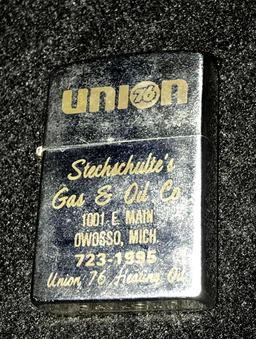 union 76
Stechschulte's
Gas & Oil Co
1001 E. MAIN
OWOSSO, MICH.
723-1995
Union 76 Heating Oil